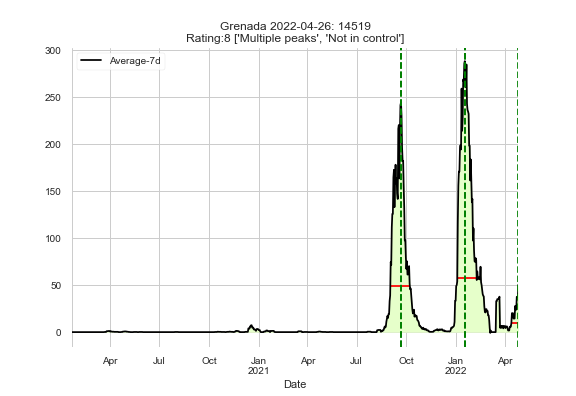 Grenada 2022-04-26: 14519
Rating:8 ['Multiple peaks', 'Not in control']
300
Average-7d
250
200
150
100
50
0
Apr Jul Oct Jan Apr Jul Oct Jan Apr
2021 2022
Date